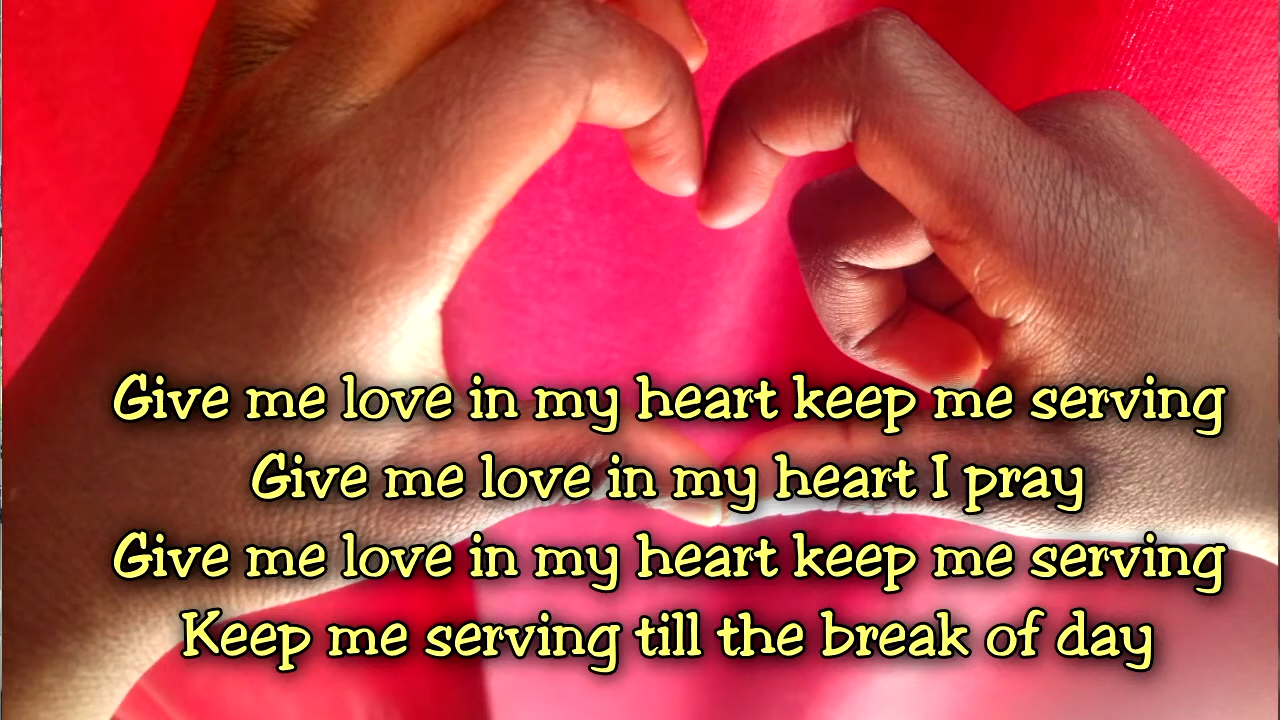 Give me love in my heart keep me serving
Give me love in my heart I pray
Give me love in my heart keep me serving
Keep me serving till the break of day